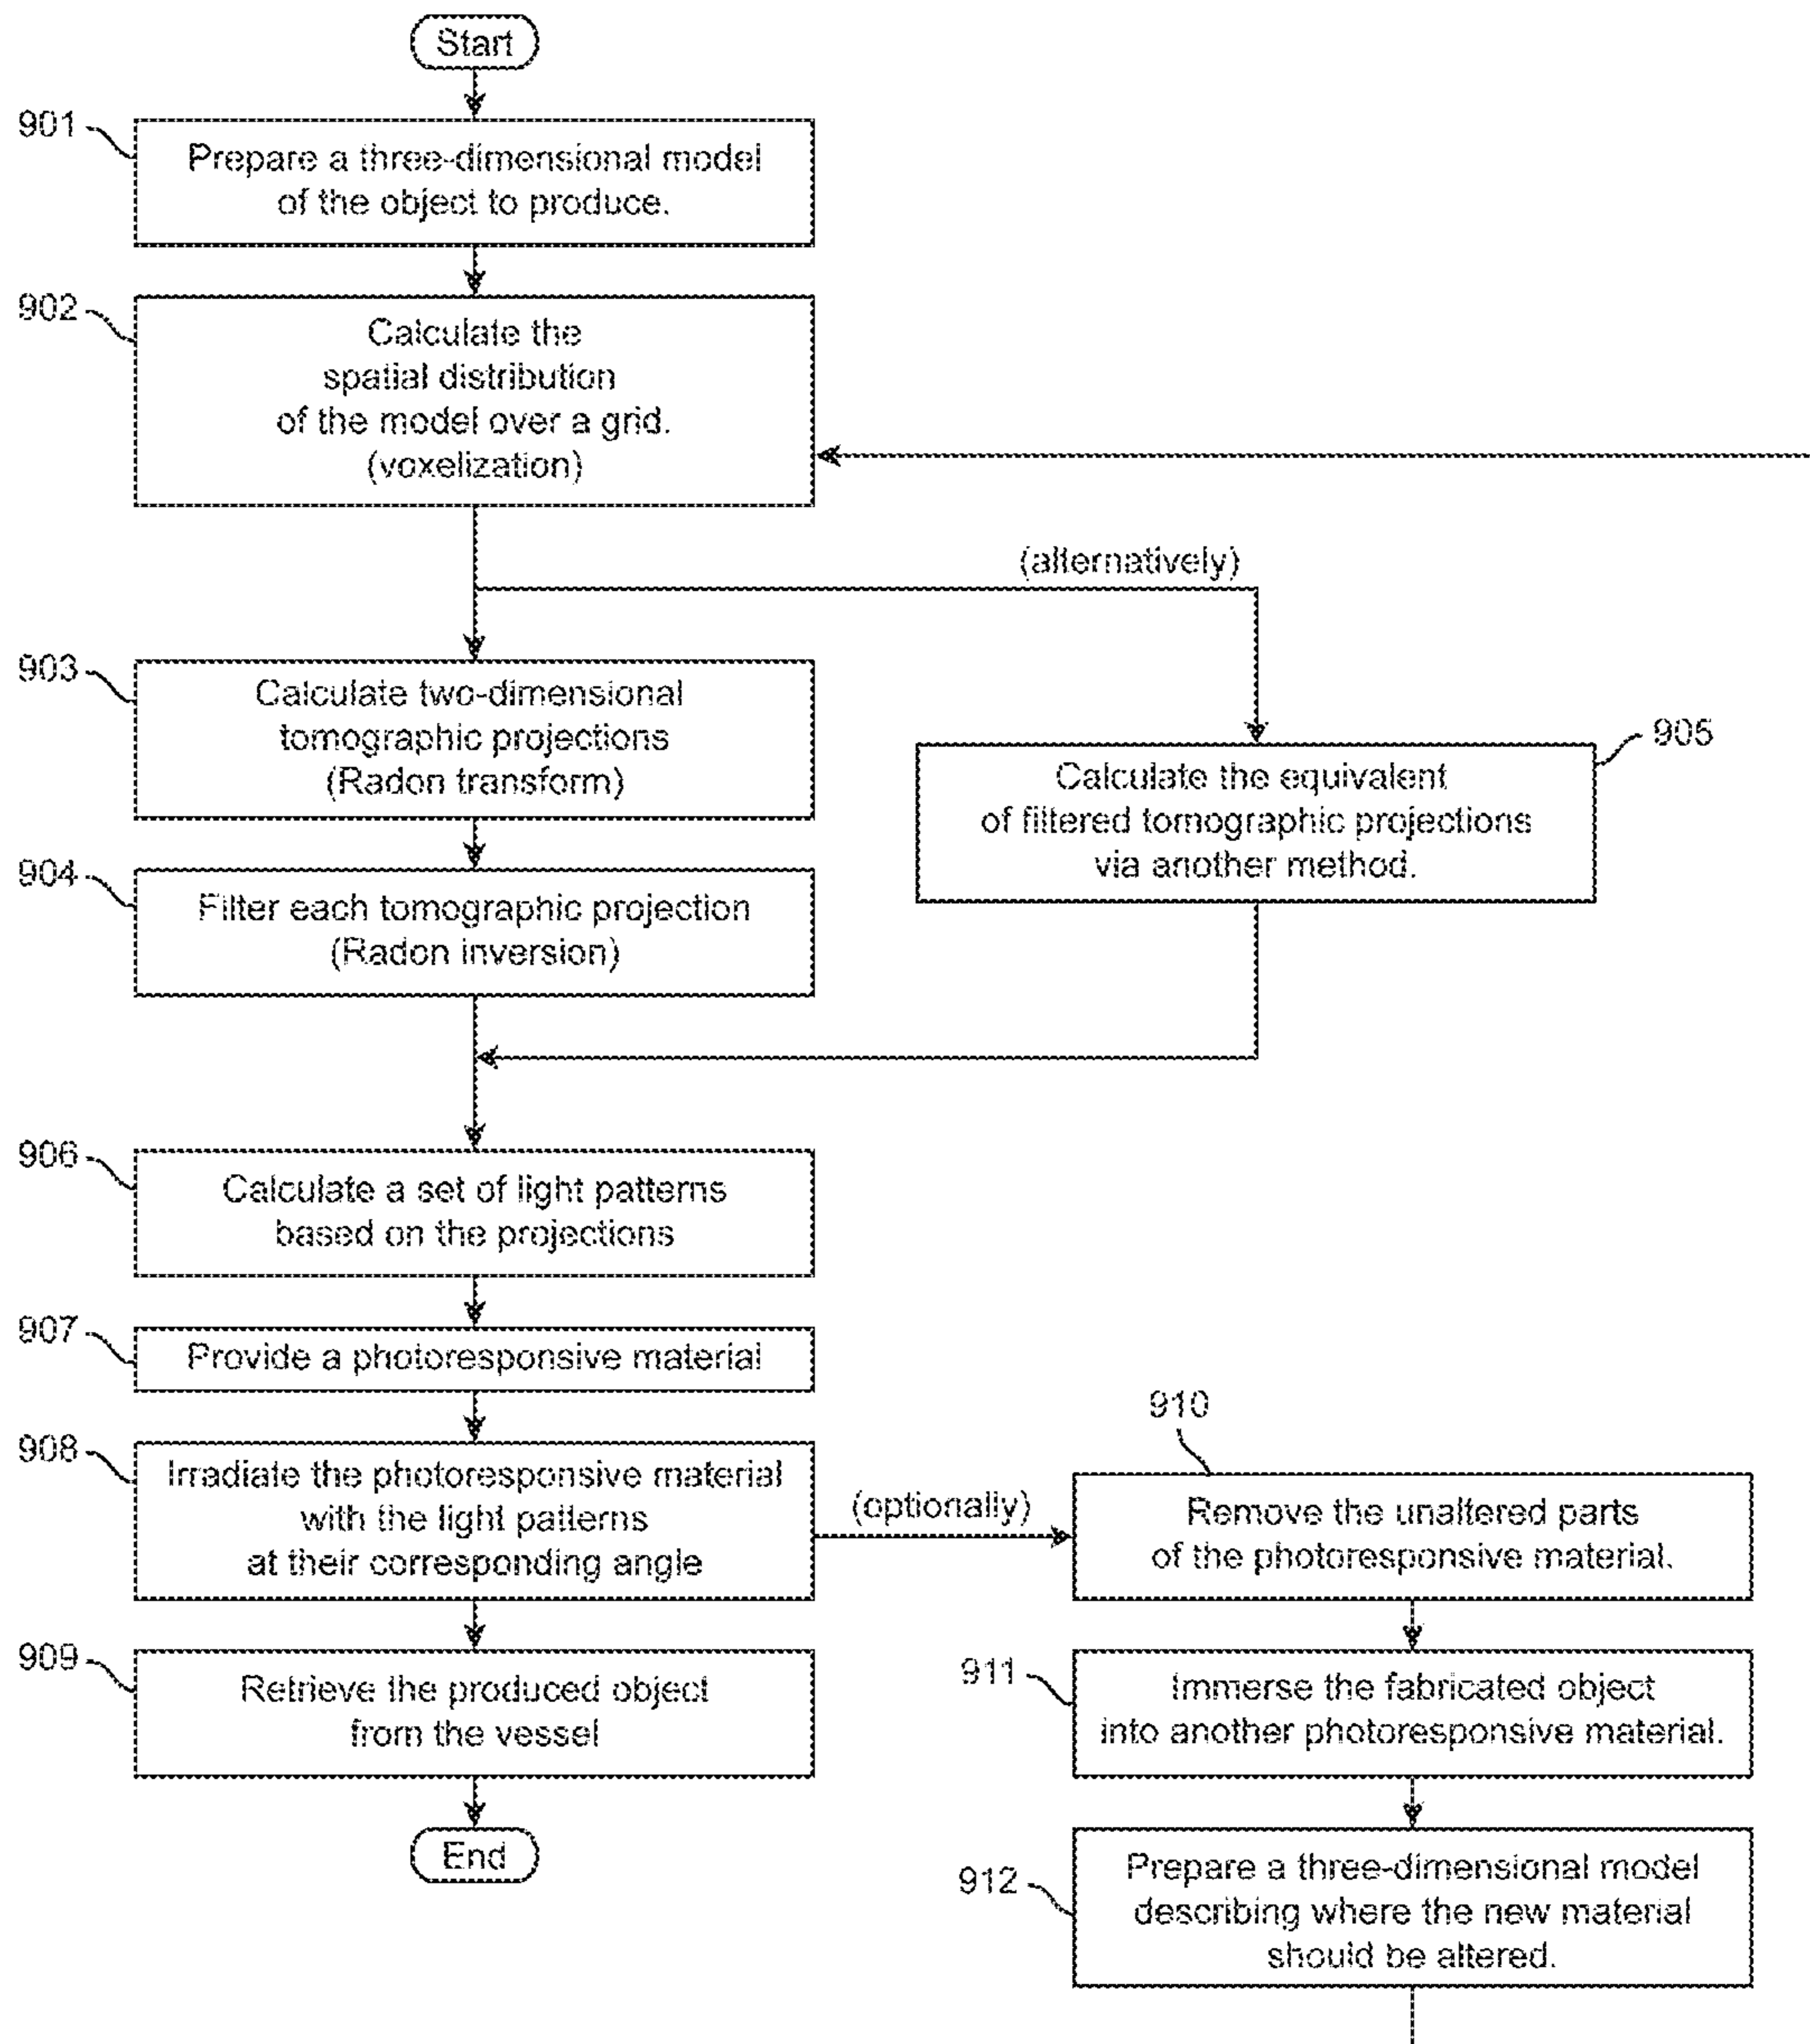 Start
901
Prepare a three-dimensional model
of the object to produce.
902
Calculate the
spatial distribution
of the model over a grid.
(voxelization)
(alternatively)
903
Calculate two-dimensional
tomographic projections
(Radon transform)
905
Calculate the equivalent
of filtered tomographic projections
via another method.
904
Filter each tomographic projection
(Radon inversion)
906
Calculate a set of light patterns
based on the projections
907
Provide a photoresponsive material
908
Irradiate the photoresponsive material
with the light patterns
at their corresponding angle
(optionally)
910
Remove the unaltered parts
of the photoresponsive material.
909
Retrieve the produced object
from the vessel
911
Immerse the fabricated object
into another photoresponsive material.
End
912
Prepare a three-dimensional model
describing where the new material
should be altered.